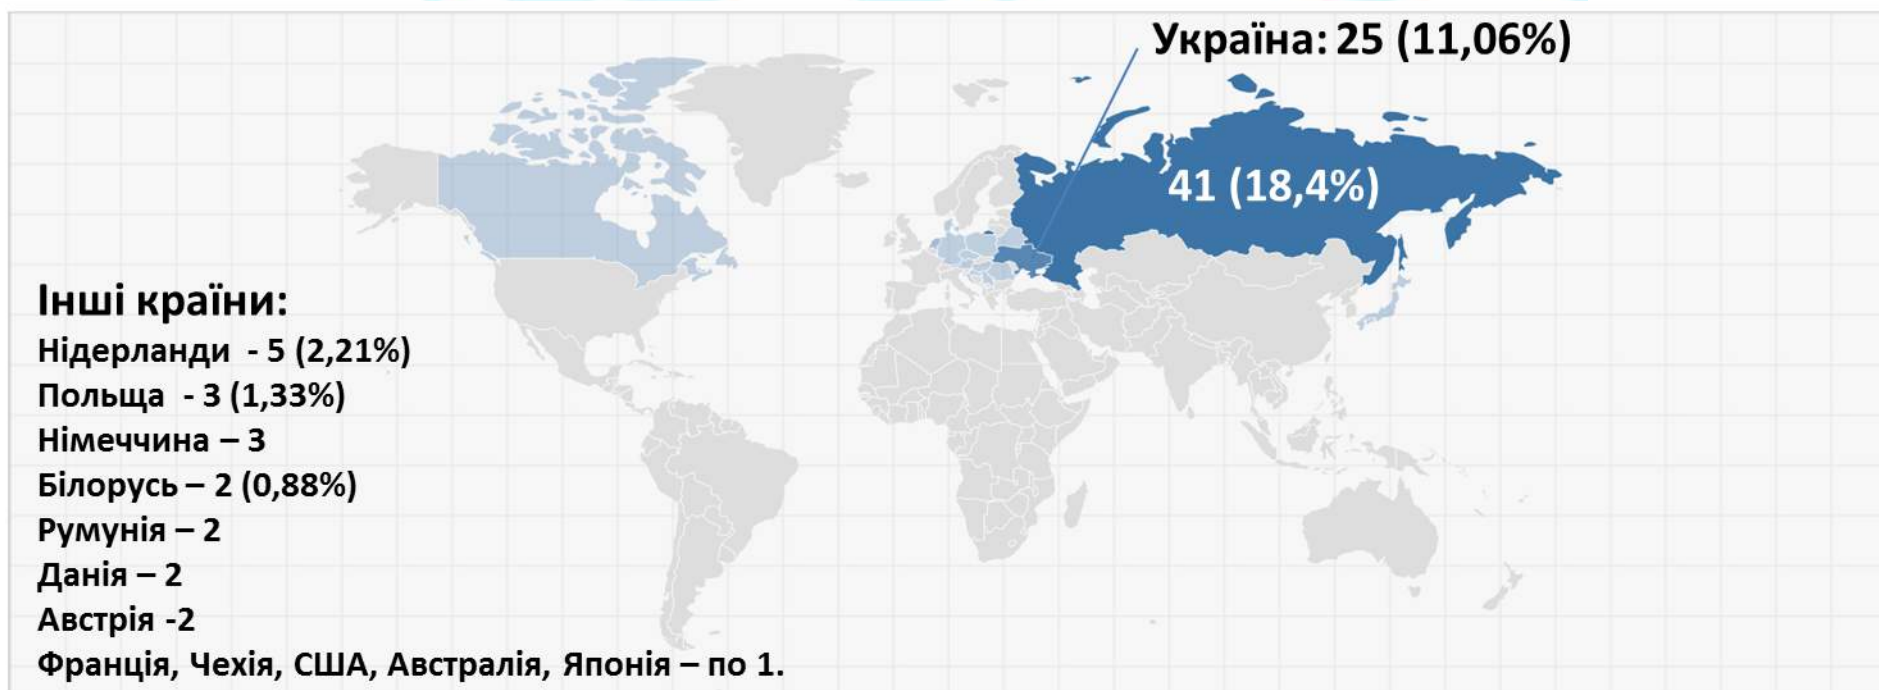 Україна: 25 (11,06%)
41 (18,4%)
Інші країни:
Нідерланди - 5 (2,21%)
Польща - 3 (1,33%)
Німеччина – 3
Білорусь – 2 (0,88%)
Румунія – 2
Данія – 2
Австрія -2
Франція, Чехія, США, Австралія, Японія – по 1.